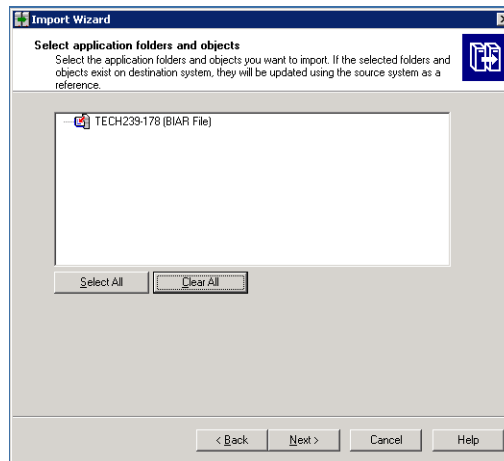 Import Wizard
Select application folders and objects
Select the application folders and objects you want to import. If the selected folders and
objects exist on destination system, they will be updated using the source system as a
reference.
TECH239-178 (BIAR File)
Select All
Clear All
< Back
Next >
Cancel
Help